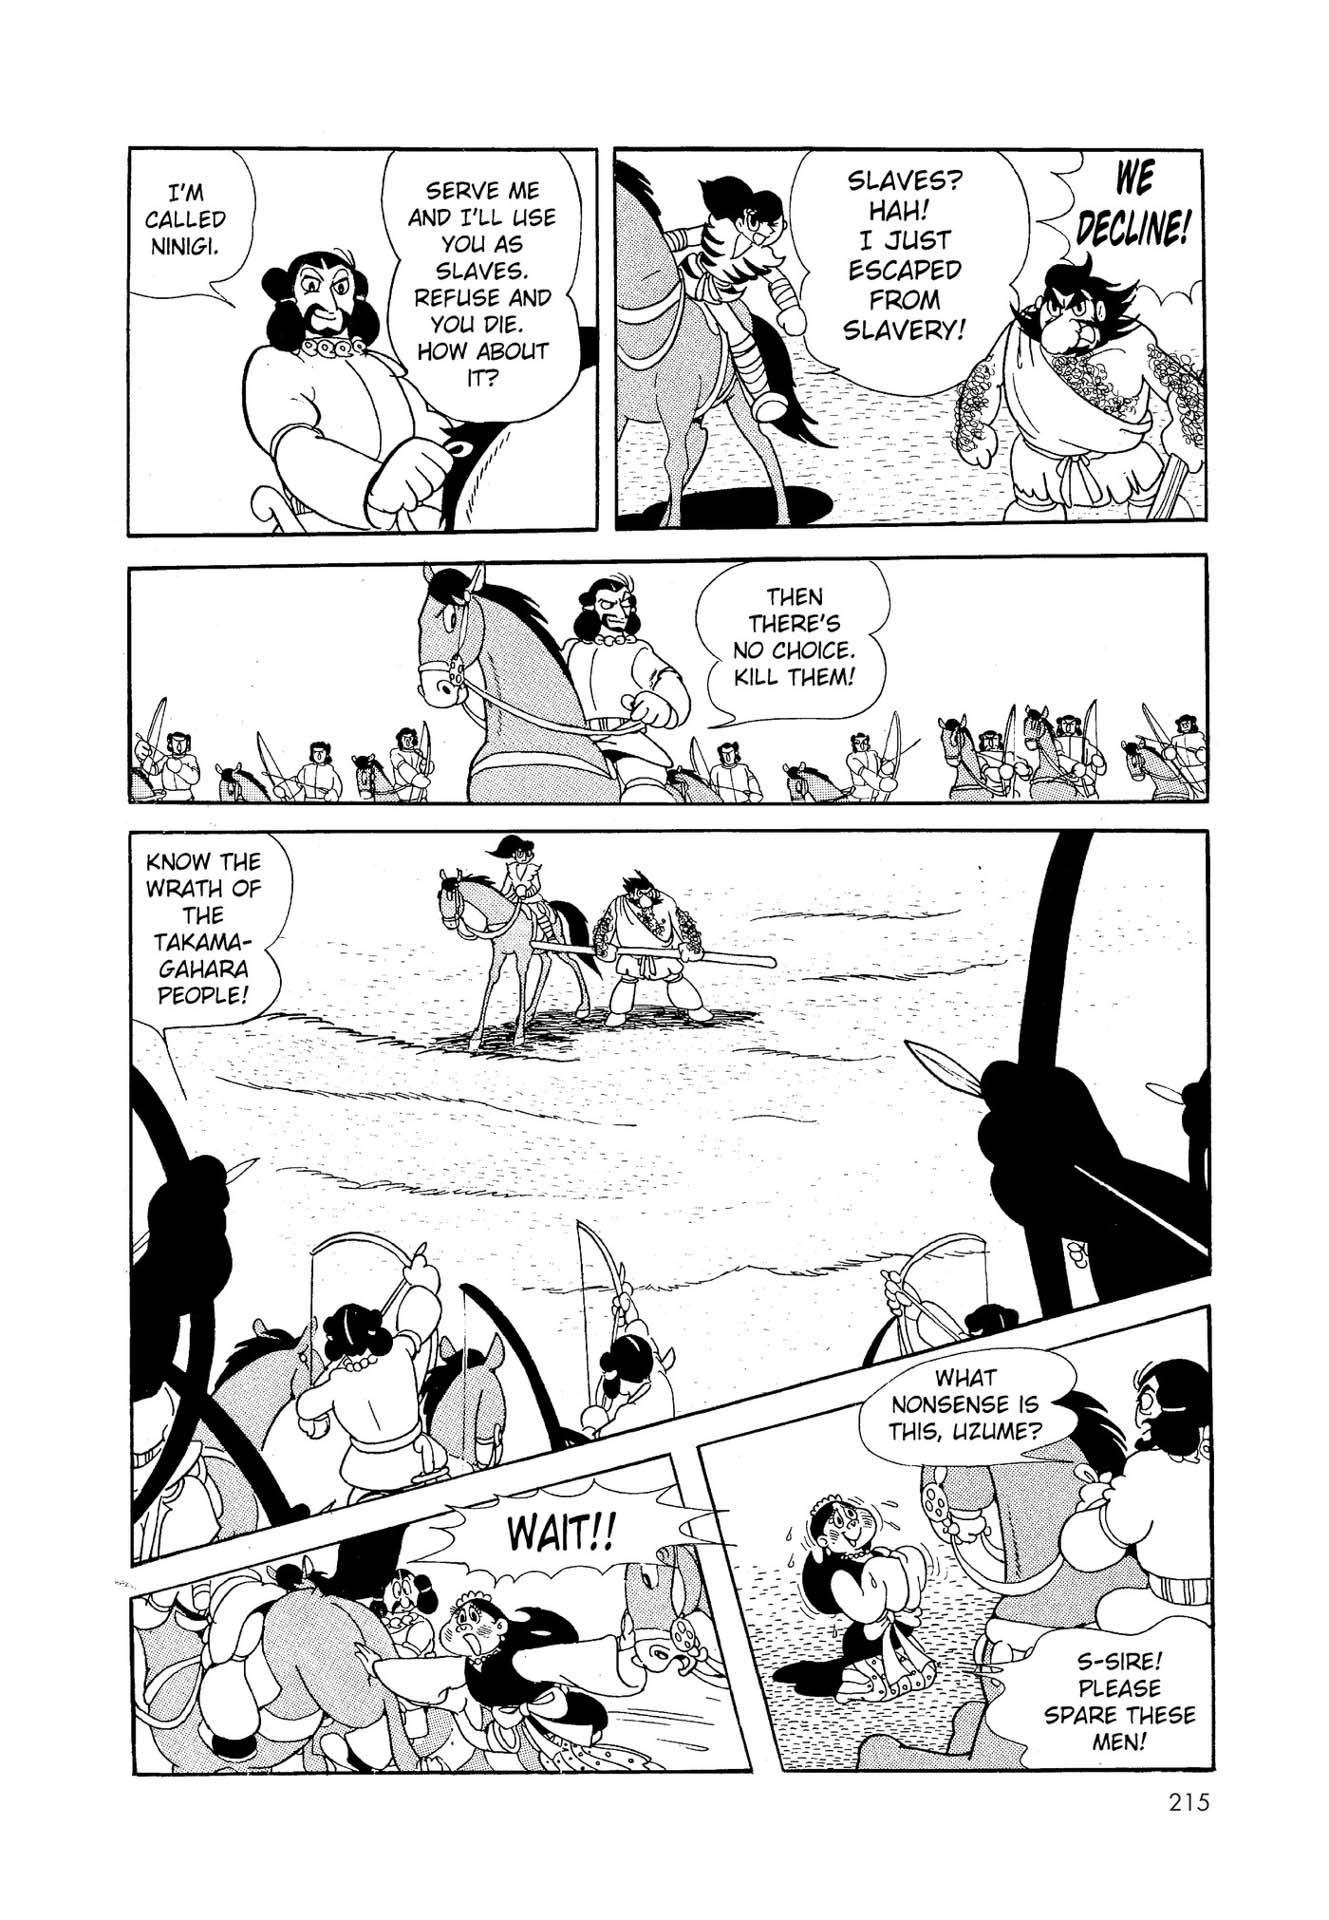 I'M
CALLED
NINIGI.
SERVE ME
AND I'LL USE
YOU AS
SLAVES.
REFUSE AND
YOU DIE.
HOW ABOUT
IT?
SLAVES?
HAH!
I JUST
ESCAPED
FROM
SLAVERY!
WE
DECLINE!
THEN
THERE'S
NO CHOICE.
KILL THEM!
KNOW THE
WRATH OF
THE
TAKAMA-
GAHARA
PEOPLE!
WAIT!!
WHAT
NONSENSE IS
THIS, UZUME?
S-SIRE!
PLEASE
SPARE THESE
MEN!
215